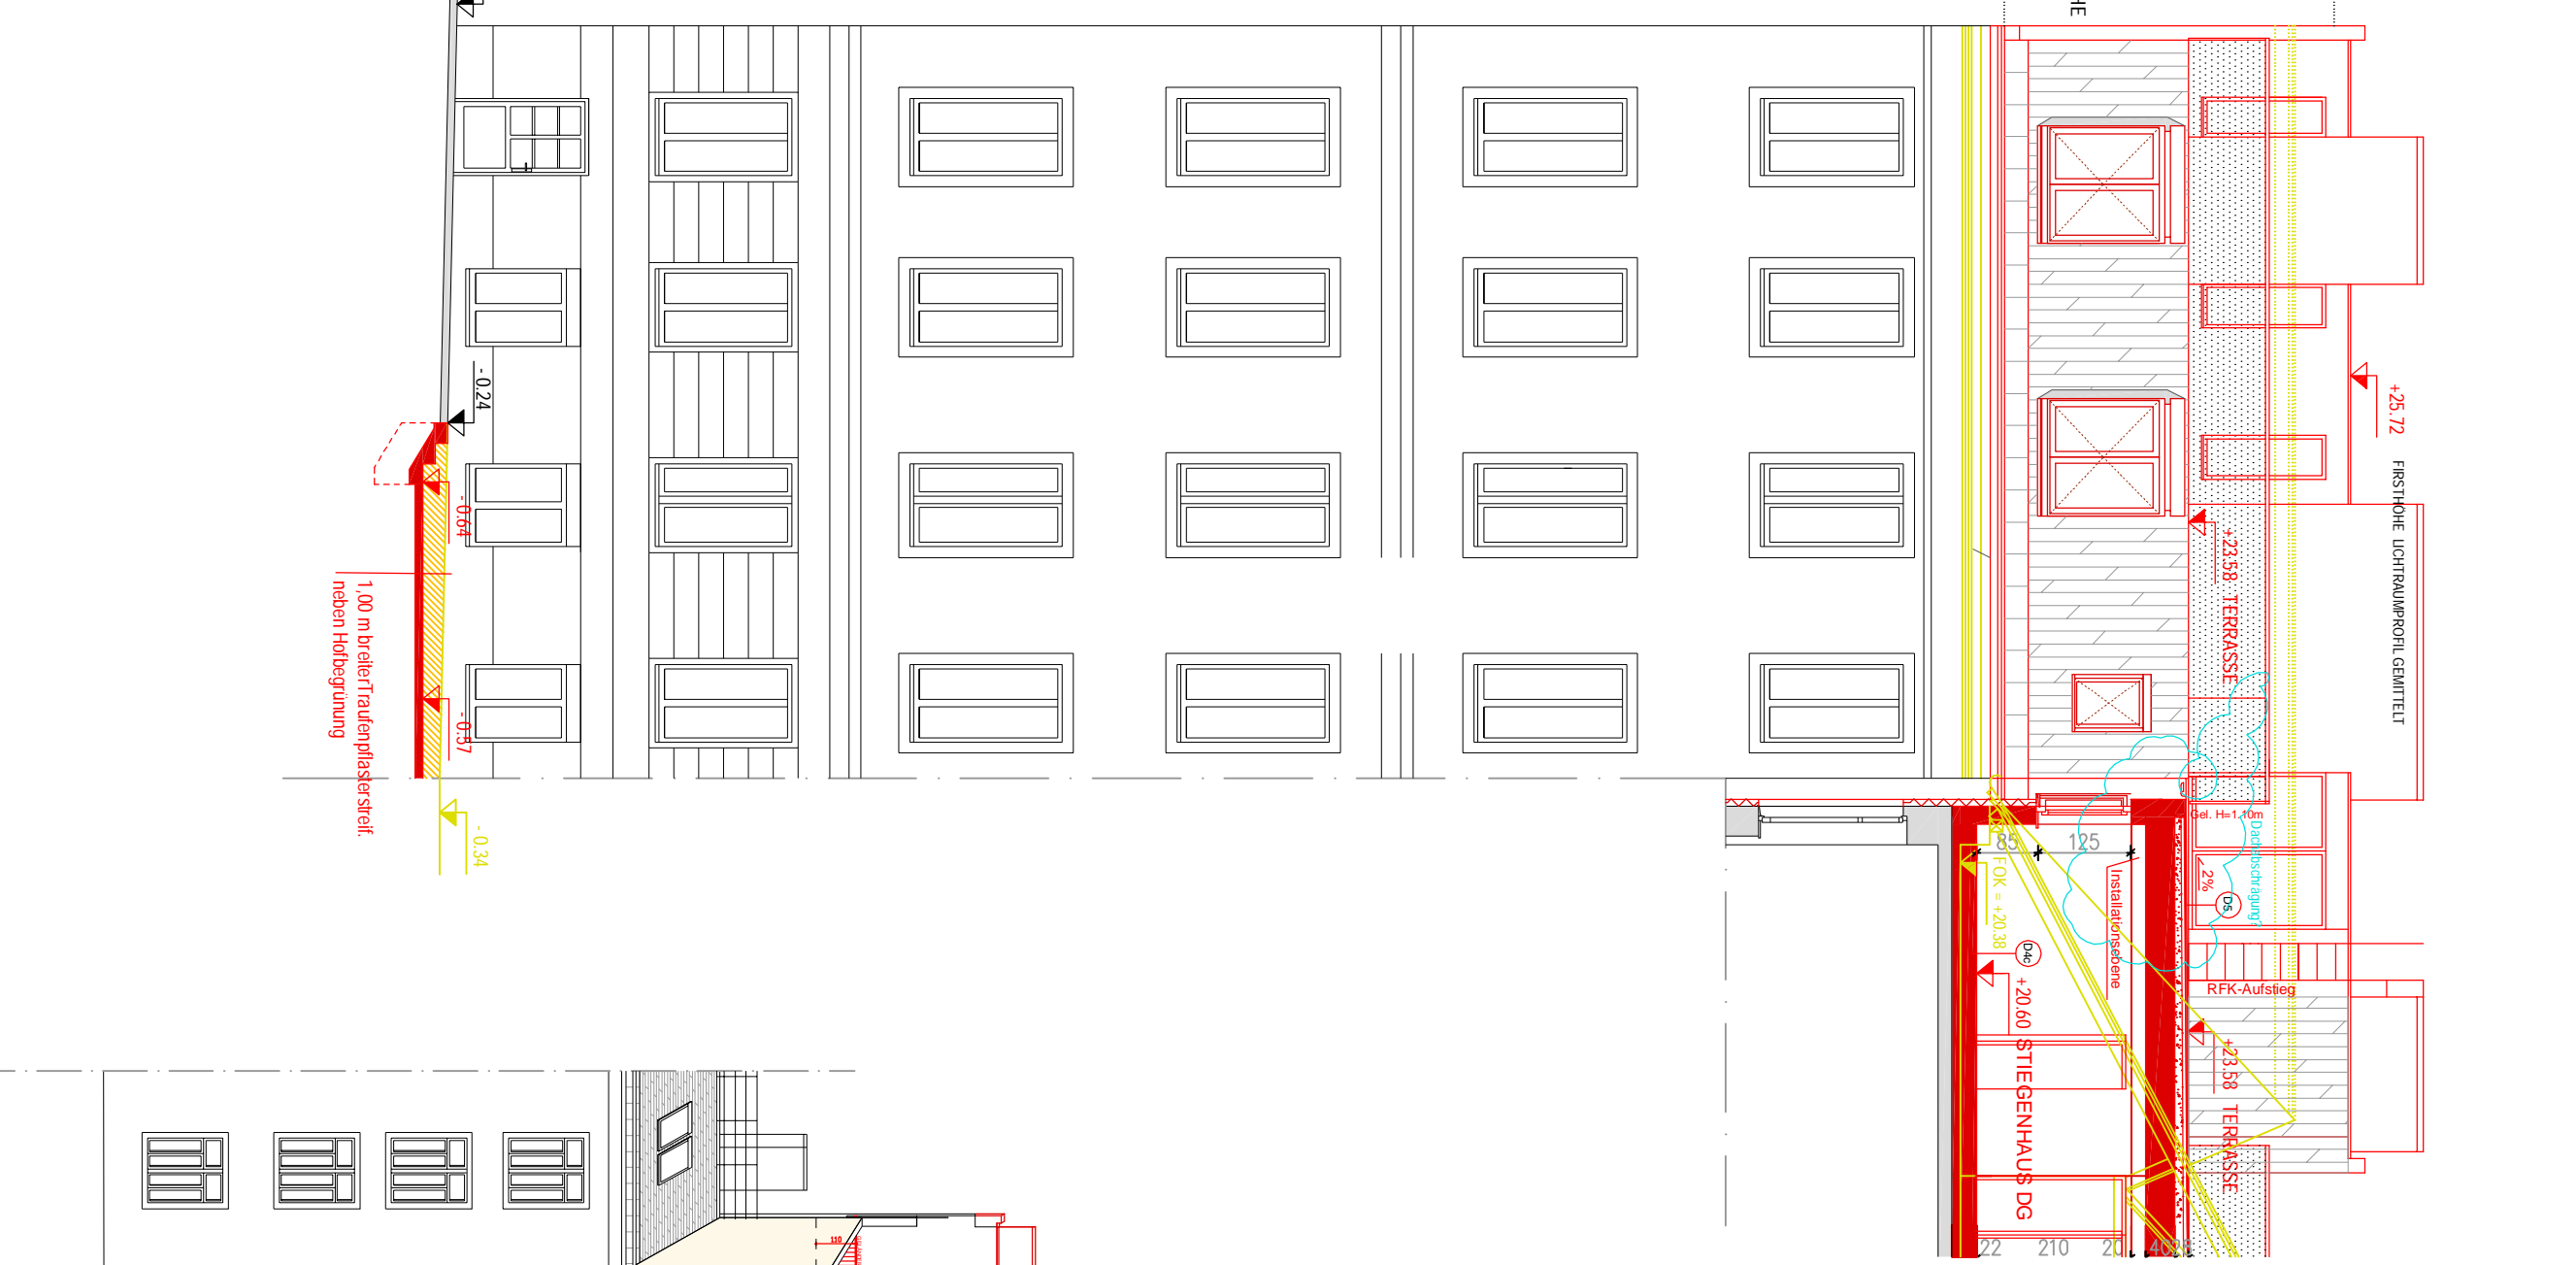 HE
+25.72 FIRSTHÖHE LICHTRAUMPROFIL GEMITTELT
+23.58 TERRASSE
- 0.24
- 0.64
- 0.57
1,00 m breiter Traufenpflasterstreif.
neben Hofbegrünung
- 0.34
Gel. H=1.10m
Dachabschrägung?
2%
D5
85
125
Installationsebene
FOK = +20.38
D4c
+20.60 STIEGENHAUS DG
RFK-Aufstieg
+23.58 TERRASSE
22
210
20
110